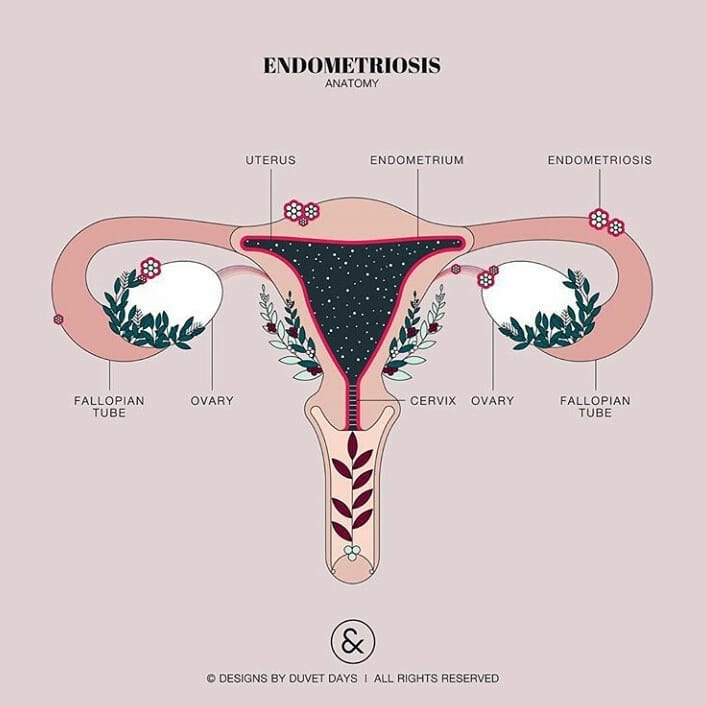 ENDOMETRIOSIS
ANATOMY
UTERUS
ENDOMETRIUM
ENDOMETRIOSIS
FALLOPIAN
TUBE
OVARY
CERVIX
OVARY
FALLOPIAN
TUBE
&
© DESIGNS BY DUVET DAYS | ALL RIGHTS RESERVED